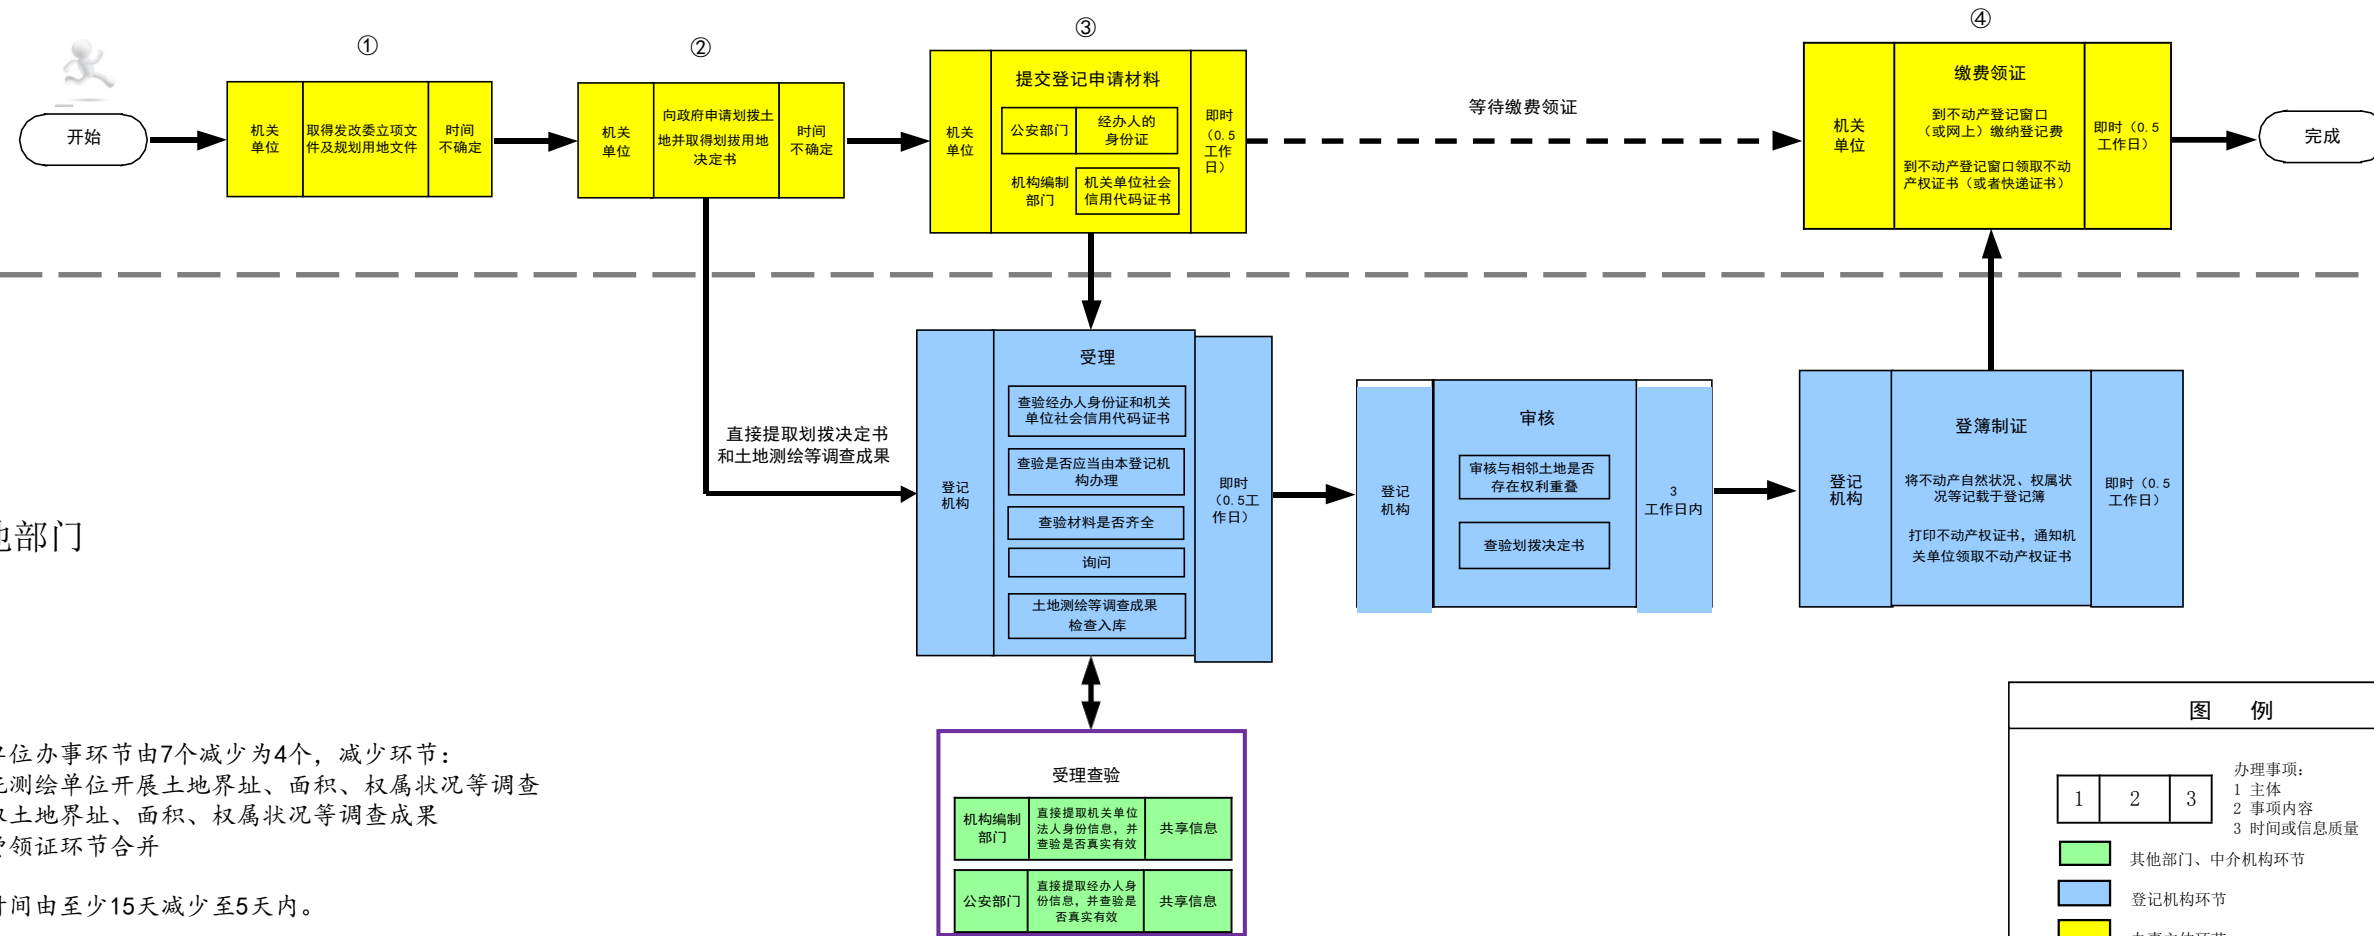 ①
②
③
④
开始
机关
单位
取得发改委立项文
件及规划用地文件
时间
不确定
机关
单位
向政府申请划拨土
地并取得划拔用地
决定书
时间
不确定
机关
单位
提交登记申请材料
公安部门
经办人的
身份证
机构编制
部门
机关单位社会
信用代码证书
即时
（0.5
工作
日）
等待缴费领证
机关
单位
缴费领证
到不动产登记窗口
（或网上）缴纳登记费
到不动产登记窗口领取不动
产权证书（或者快递证书）
即时（0.5
工作日）
完成
直接提取划拨决定书
和土地测绘等调查成果
登记
机构
受理
查验经办人身份证和机关
单位社会信用代码证书
查验是否应当由本登记机
构办理
查验材料是否齐全
询问
土地测绘等调查成果
检查入库
即时
（0.5工
作日）
登记
机构
审核
审核与相邻土地是否
存在权利重叠
查验划拨决定书
3
工作日内
登记
机构
登簿制证
将不动产自然状况、权属状
况等记载于登记簿
打印不动产权证书，通知机
关单位领取不动产权证书
即时（0.5
工作日）
部门
位办事环节由7个减少为4个，减少环节：
测绘单位开展土地界址、面积、权属状况等调查
土地界址、面积、权属状况等调查成果
领证环节合并
时间由至少15天减少至5天内。
受理查验
机构编制
部门
直接提取机关单位
法人身份信息，并
查验是否真实有效
共享信息
公安部门
直接提取经办人身
份信息，并查验是
否真实有效
共享信息
图 例
1 2 3
办理事项：
1 主体
2 事项内容
3 时间或信息质量
其他部门、中介机构环节
登记机构环节